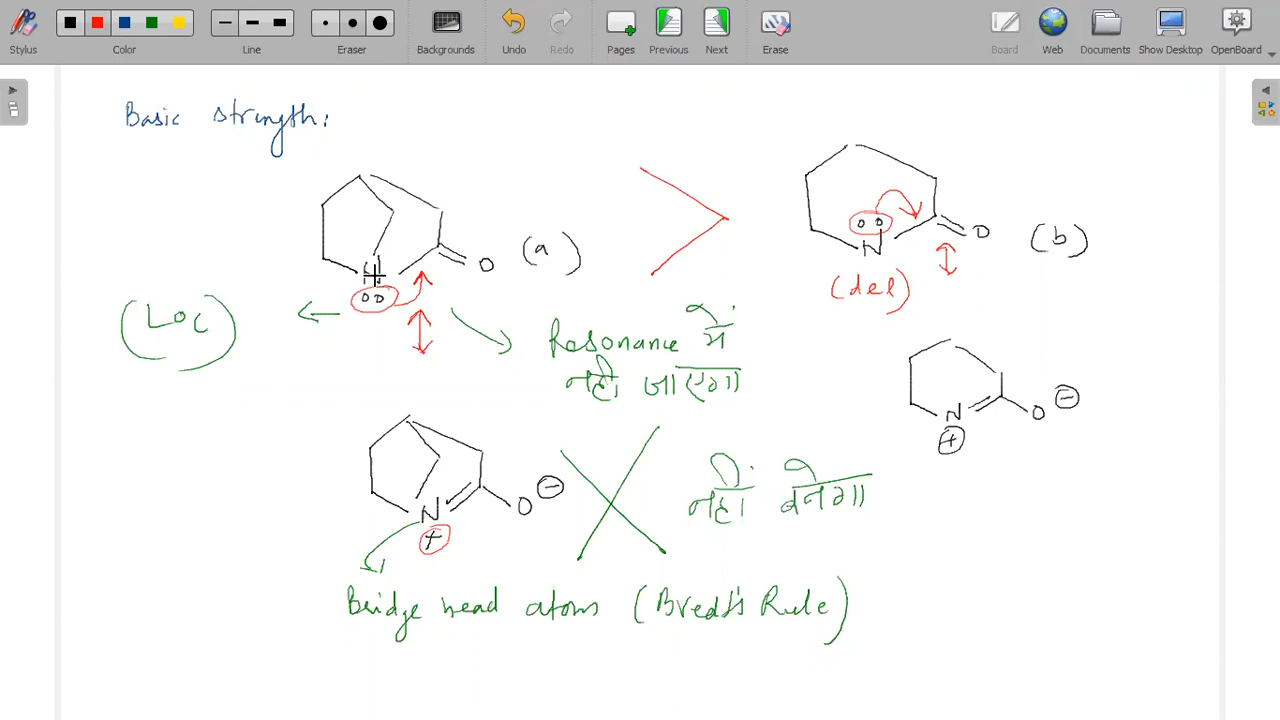 Stylus
Color
Line
Eraser
Backgrounds
Undo
Redo
Pages
Previous
Next
Erase
Board
Web
Documents
Show Desktop
OpenBoard
Basic strength:
O (a)
N
O (b)
(del)
(Loc)
Resonance में
नहीं जाएगा
N O
N O
नहीं बनेगा
Bridge head atoms (Bredt's Rule)